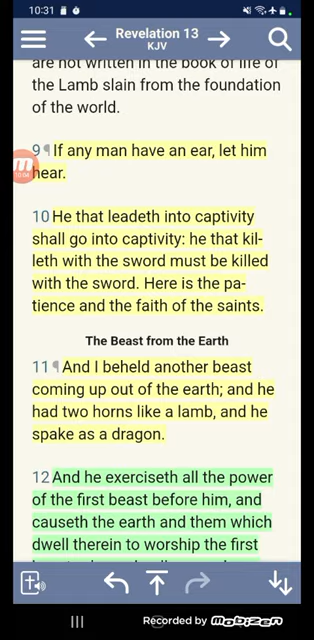 10:31
Revelation 13
KJV
are not written in the book of life of
the Lamb slain from the foundation
of the world.
9 ¶ If any man have an ear, let him
hear.
10:04
10 He that leadeth into captivity
shall go into captivity: he that kil-
leth with the sword must be killed
with the sword. Here is the pa-
tience and the faith of the saints.
The Beast from the Earth
11 ¶ And I beheld another beast
coming up out of the earth; and he
had two horns like a lamb, and he
spake as a dragon.
12 And he exerciseth all the power
of the first beast before him, and
causeth the earth and them which
dwell therein to worship the first
Recorded by Mobizen